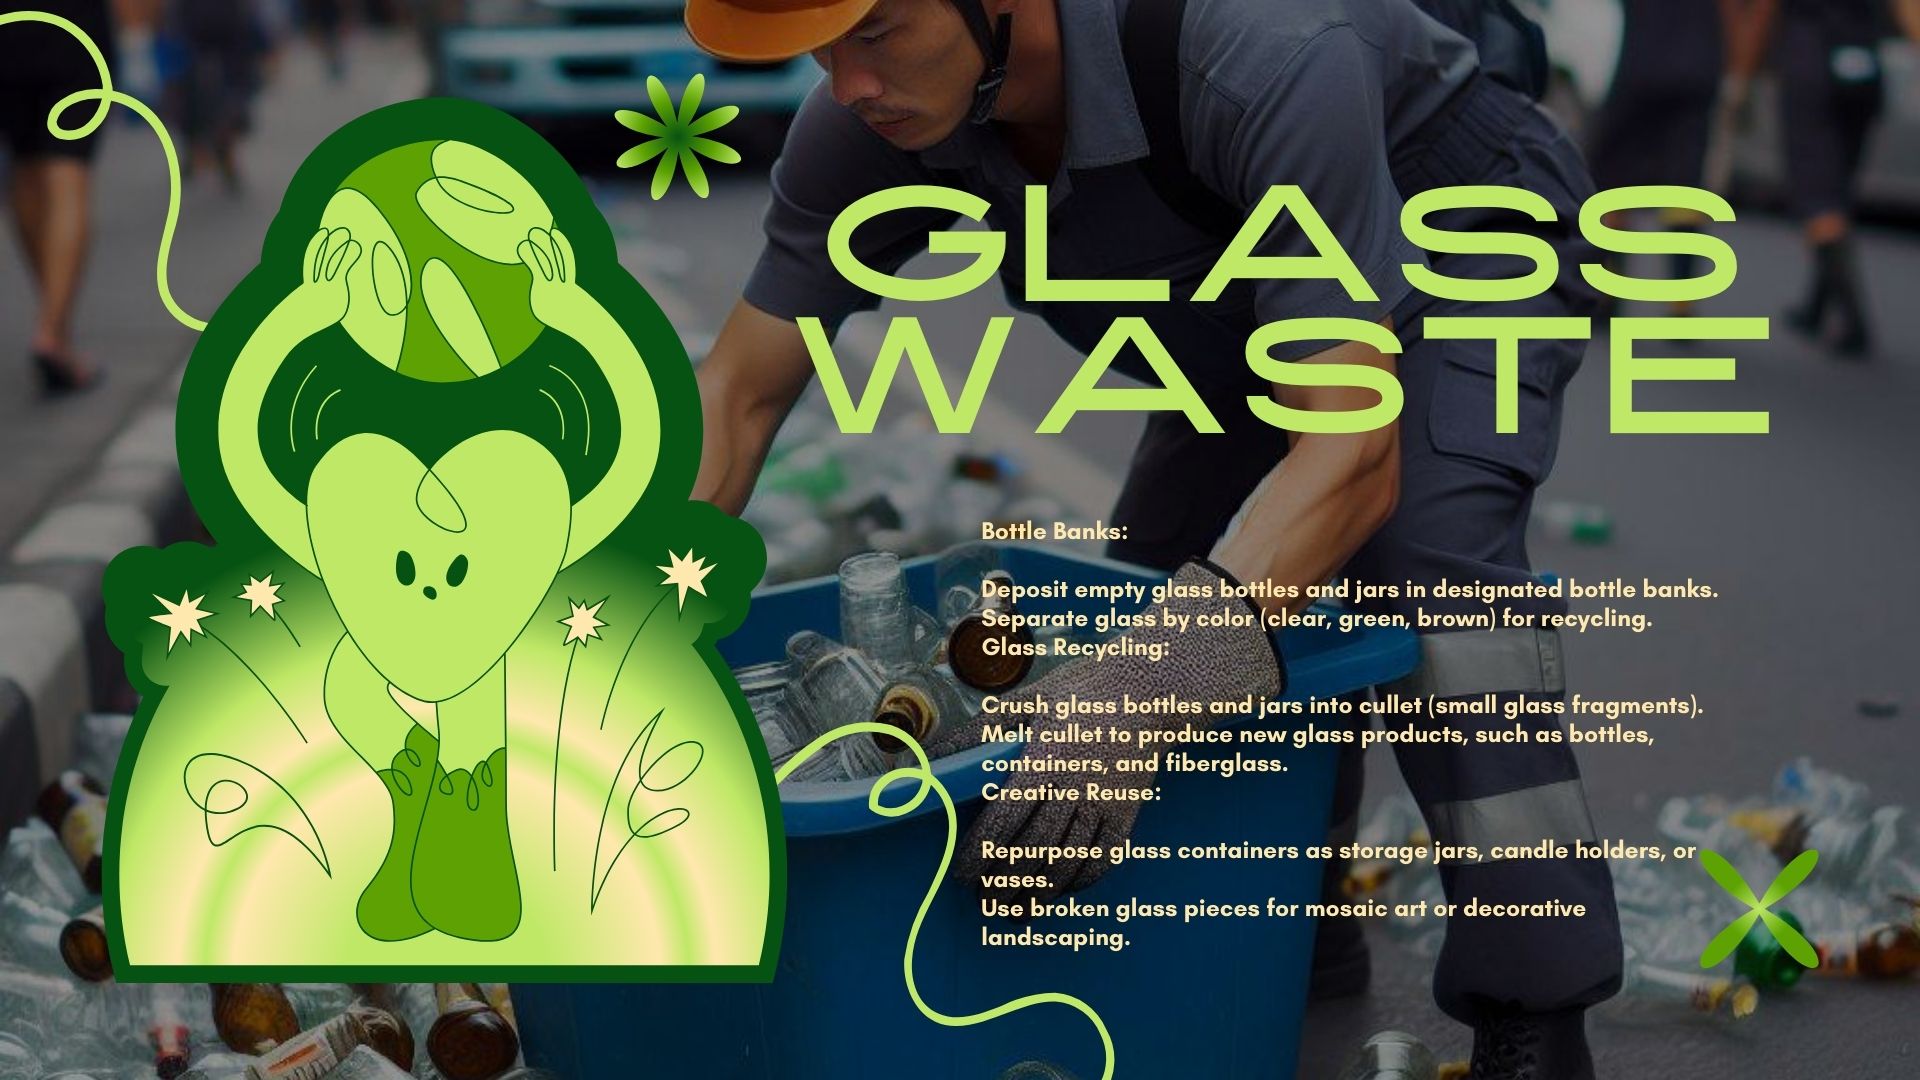 GLASS
WASTE
Bottle Banks:
Deposit empty glass bottles and jars in designated bottle banks.
Separate glass by color (clear, green, brown) for recycling.
Glass Recycling:
Crush glass bottles and jars into cullet (small glass fragments).
Melt cullet to produce new glass products, such as bottles,
containers, and fiberglass.
Creative Reuse:
Repurpose glass containers as storage jars, candle holders, or
vases.
Use broken glass pieces for mosaic art or decorative
landscaping.